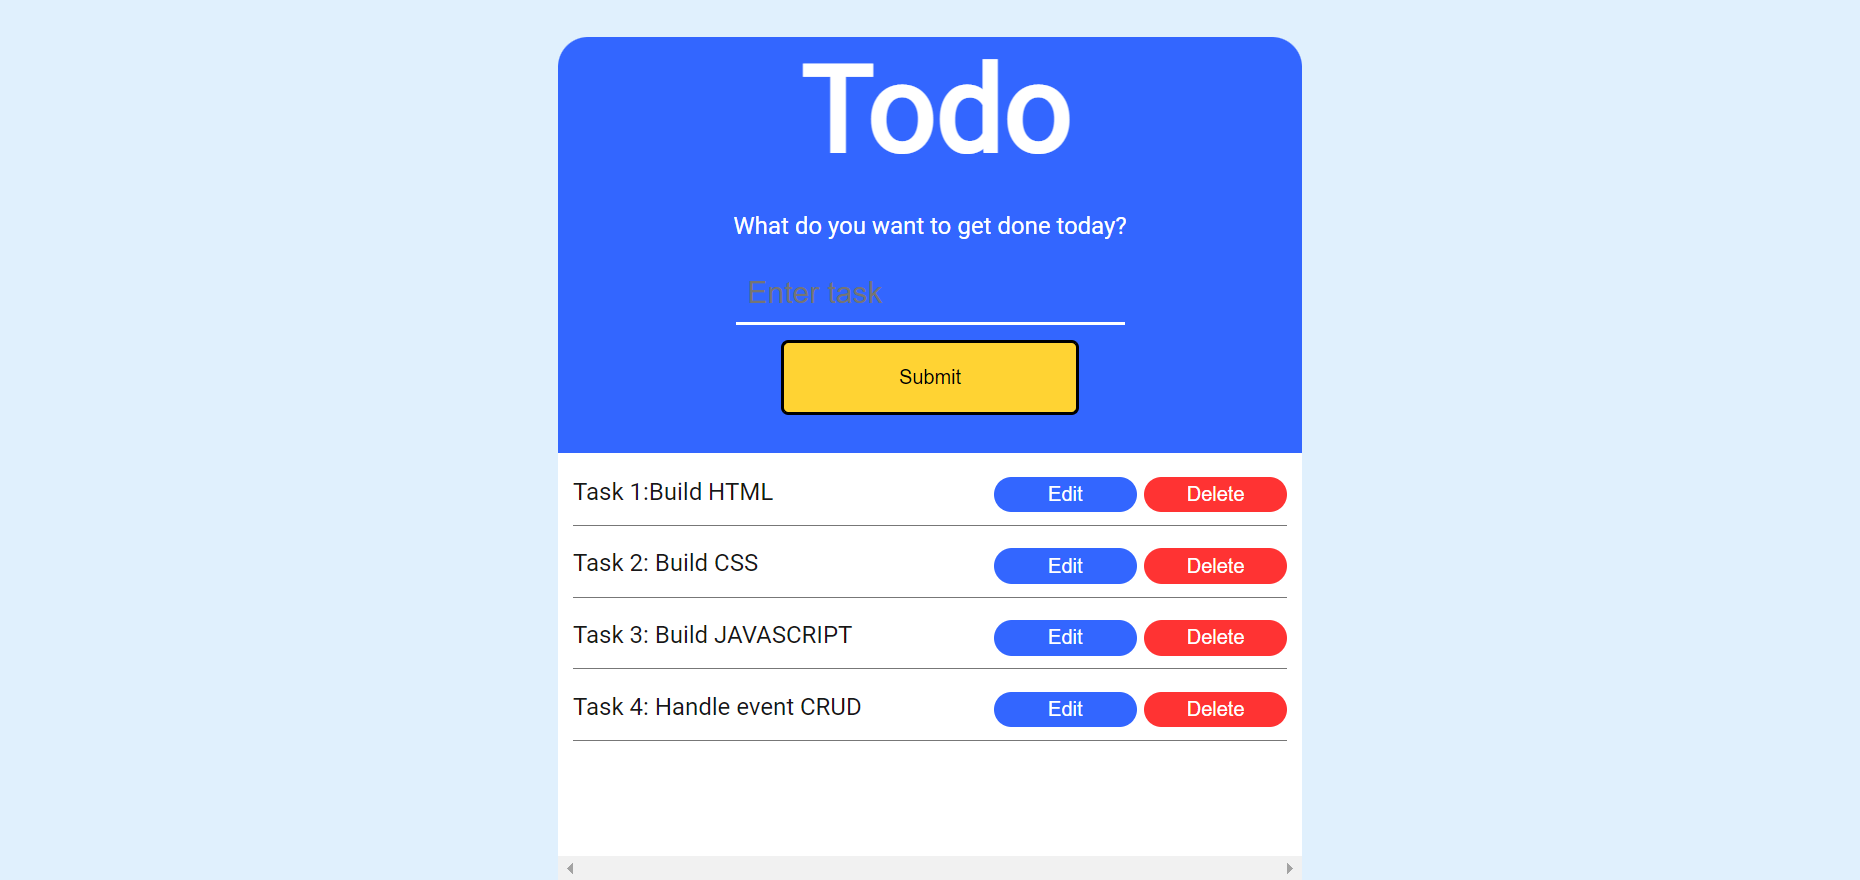 Todo
What do you want to get done today?
Enter task
Submit
Task 1:Build HTML Edit Delete
Task 2: Build CSS Edit Delete
Task 3: Build JAVASCRIPT Edit Delete
Task 4: Handle event CRUD Edit Delete